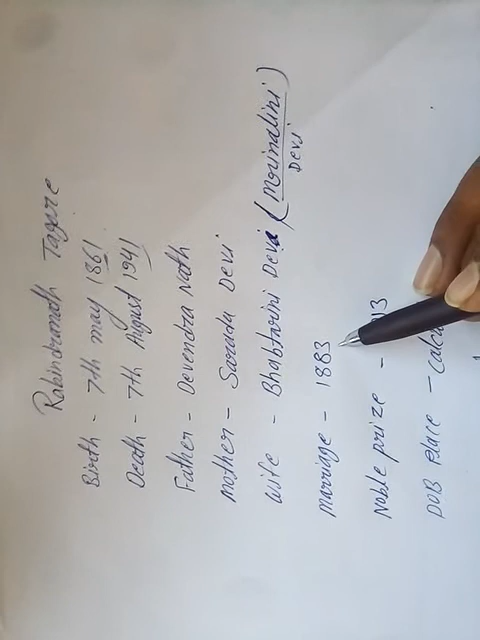 Rabindranath Tagore
Birth - 7th may 1861
Death - 7th August 1941
Father - Devendra Nath
mother - Sarada Devi
wife - Bhabtarini Devi (Mrinalini Devi)
marriage - 1883
Noble prize - 13
DOB Place -